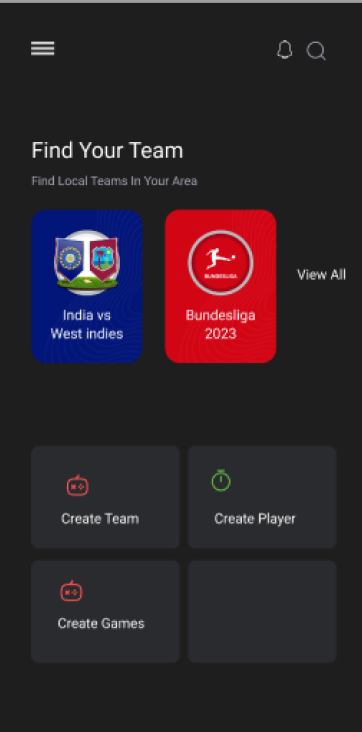 Find Your Team
Find Local Teams In Your Area
India vs
West indies
BUNDESLIGA
Bundesliga
2023
View All
Create Team
Create Player
Create Games